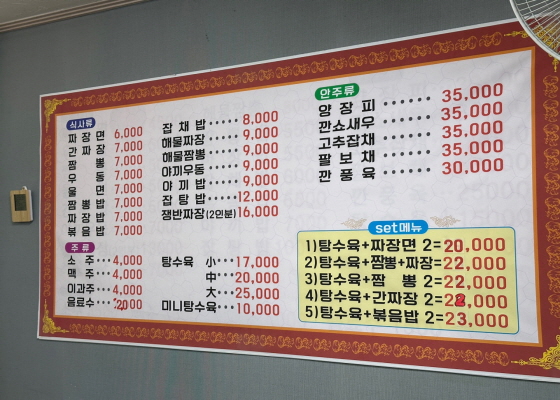 식사류
짜장면 6,000
간짜장 7,000
짬뽕 7,000
우동 7,000
울면 7,000
짬뽕밥 7,000
짜장밥 7,000
볶음밥 7,000
주류
소주···4,000
맥주···4,000
이과주···4,000
음료수···
잡채밥·····8,000
해물짜장····9,000
해물짬뽕····9,000
야끼우동····9,000
야끼밥·····9,000
잡탕밥·····12,000
쟁반짜장(2인분)16,000
탕수육 小···17,000
中···20,000
大···25,000
미니탕수육···10,000
안주류
양장피······35,000
깐쇼새우······35,000
고추잡채······35,000
팔보채······35,000
깐풍육······30,000
set메뉴
1)탕수육+짜장면2=20,000
2)탕수육+짬뽕+짜장=22,000
3)탕수육+짬뽕2=22,000
4)탕수육+간짜장2=
5)탕수육+볶음밥2=23,000